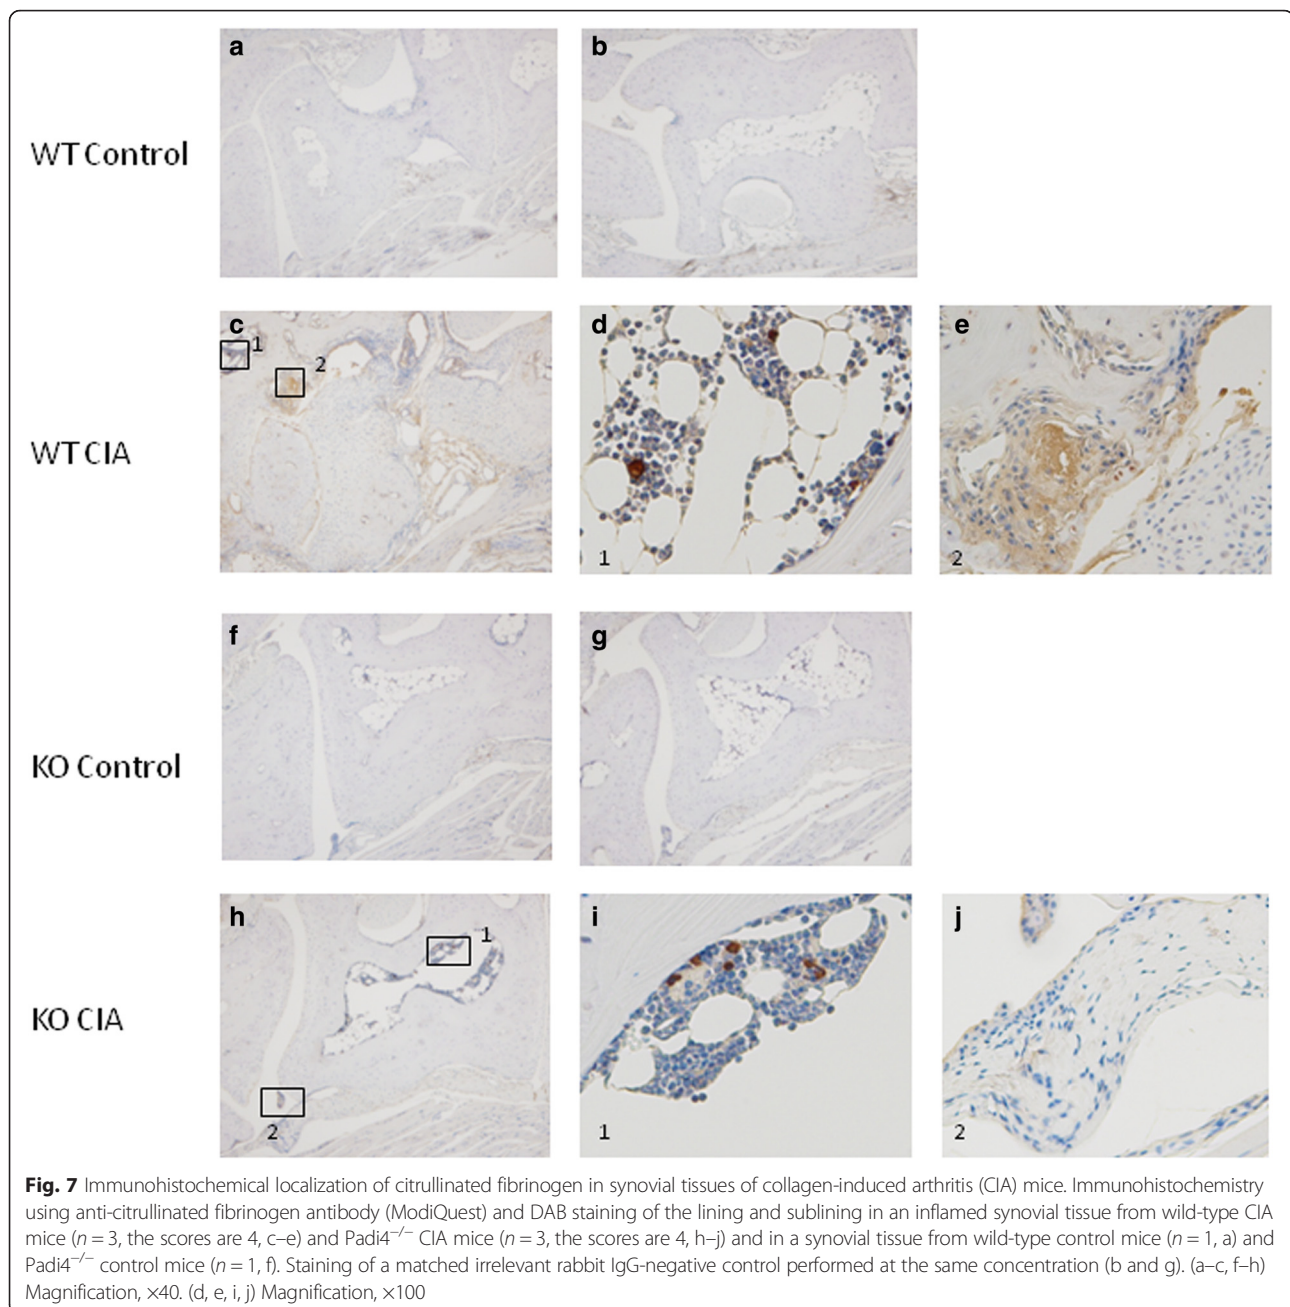 a b
WT Control
c 1 2 d 1 e 2
WT CIA
f g
KO Control
h 1 2 i 1 j 2
KO CIA
Fig. 7 Immunohistochemical localization of citrullinated fibrinogen in synovial tissues of collagen-induced arthritis (CIA) mice. Immunohistochemistry
using anti-citrullinated fibrinogen antibody (ModiQuest) and DAB staining of the lining and sublining in an inflamed synovial tissue from wild-type CIA
mice (n = 3, the scores are 4, c–e) and Padi4−/− CIA mice (n = 3, the scores are 4, h–j) and in a synovial tissue from wild-type control mice (n = 1, a) and
Padi4−/− control mice (n = 1, f). Staining of a matched irrelevant rabbit IgG-negative control performed at the same concentration (b and g). (a–c, f–h)
Magnification, ×40. (d, e, i, j) Magnification, ×100